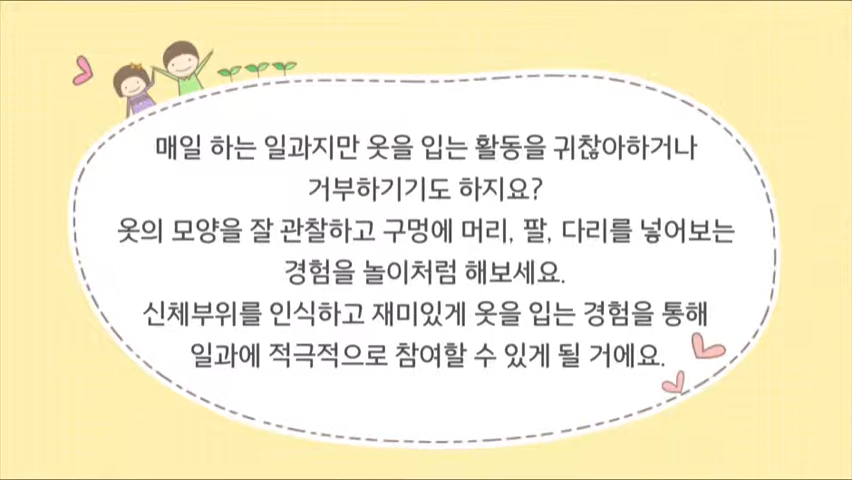 매일 하는 일과지만 옷을 입는 활동을 귀찮아하거나
거부하기기도 하지요?
옷의 모양을 잘 관찰하고 구멍에 머리, 팔, 다리를 넣어보는
경험을 놀이처럼 해보세요.
신체부위를 인식하고 재미있게 옷을 입는 경험을 통해
일과에 적극적으로 참여할 수 있게 될 거에요.